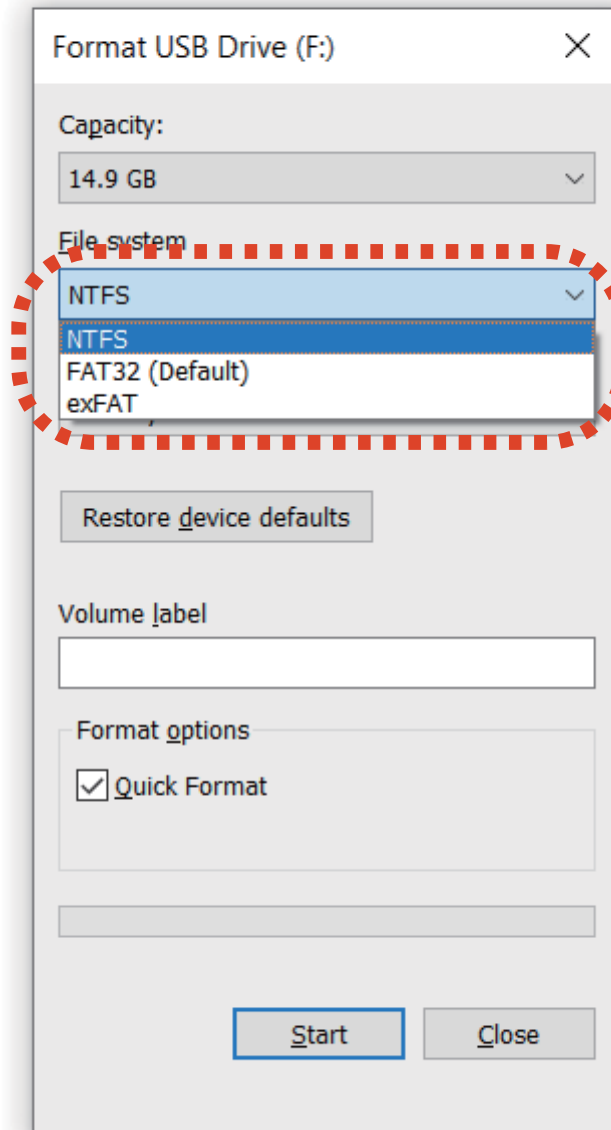 Format USB Drive (F:)
Capacity:
14.9 GB
File system
NTFS
NTFS
FAT32 (Default)
exFAT
Restore device defaults
Volume label
Format options
Quick Format
Start
Close